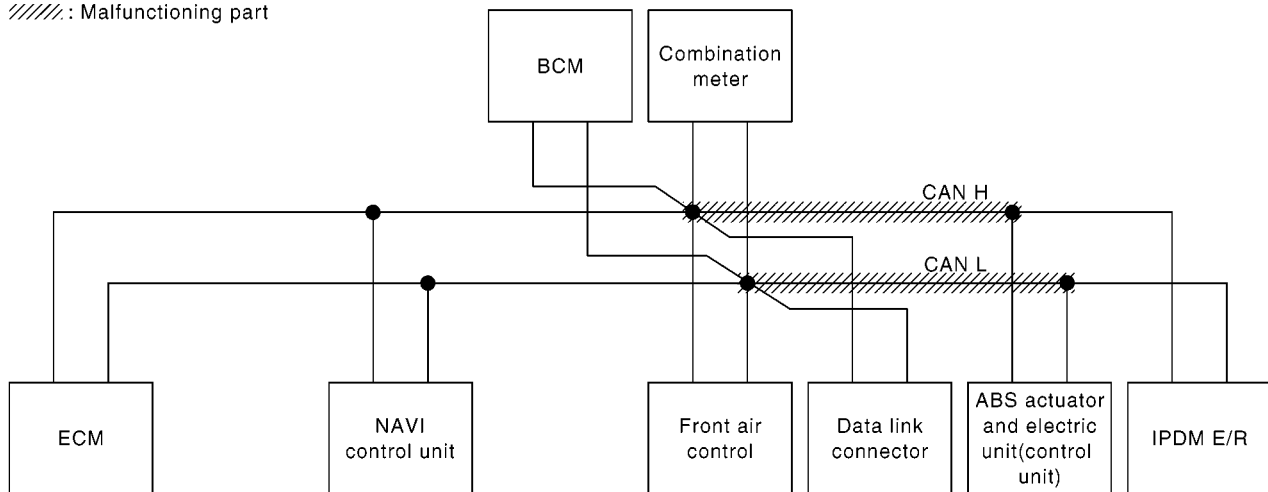 : Malfunctioning part
BCM
Combination
meter
CAN H
CAN L
ECM
NAVI
control unit
Front air
control
Data link
connector
ABS actuator
and electric
unit(control
unit)
IPDM E/R